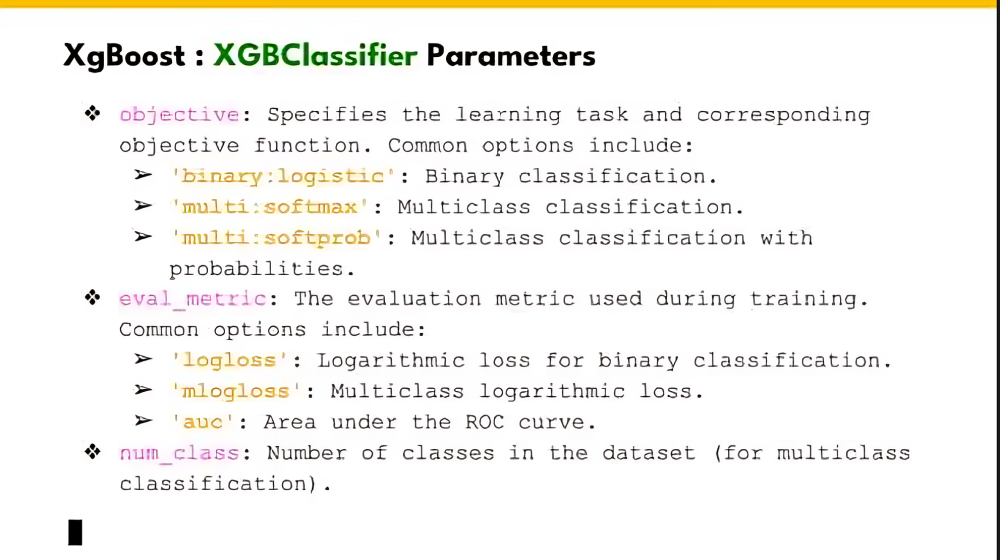 XgBoost : XGBClassifier Parameters
❖ objective: Specifies the learning task and corresponding
objective function. Common options include:
➢ 'binary:logistic': Binary classification.
➢ 'multi:softmax': Multiclass classification.
➢ 'multi:softprob': Multiclass classification with
probabilities.
❖ eval_metric: The evaluation metric used during training.
Common options include:
➢ 'logloss': Logarithmic loss for binary classification.
➢ 'mlogloss': Multiclass logarithmic loss.
➢ 'auc': Area under the ROC curve.
❖ num_class: Number of classes in the dataset (for multiclass
classification).